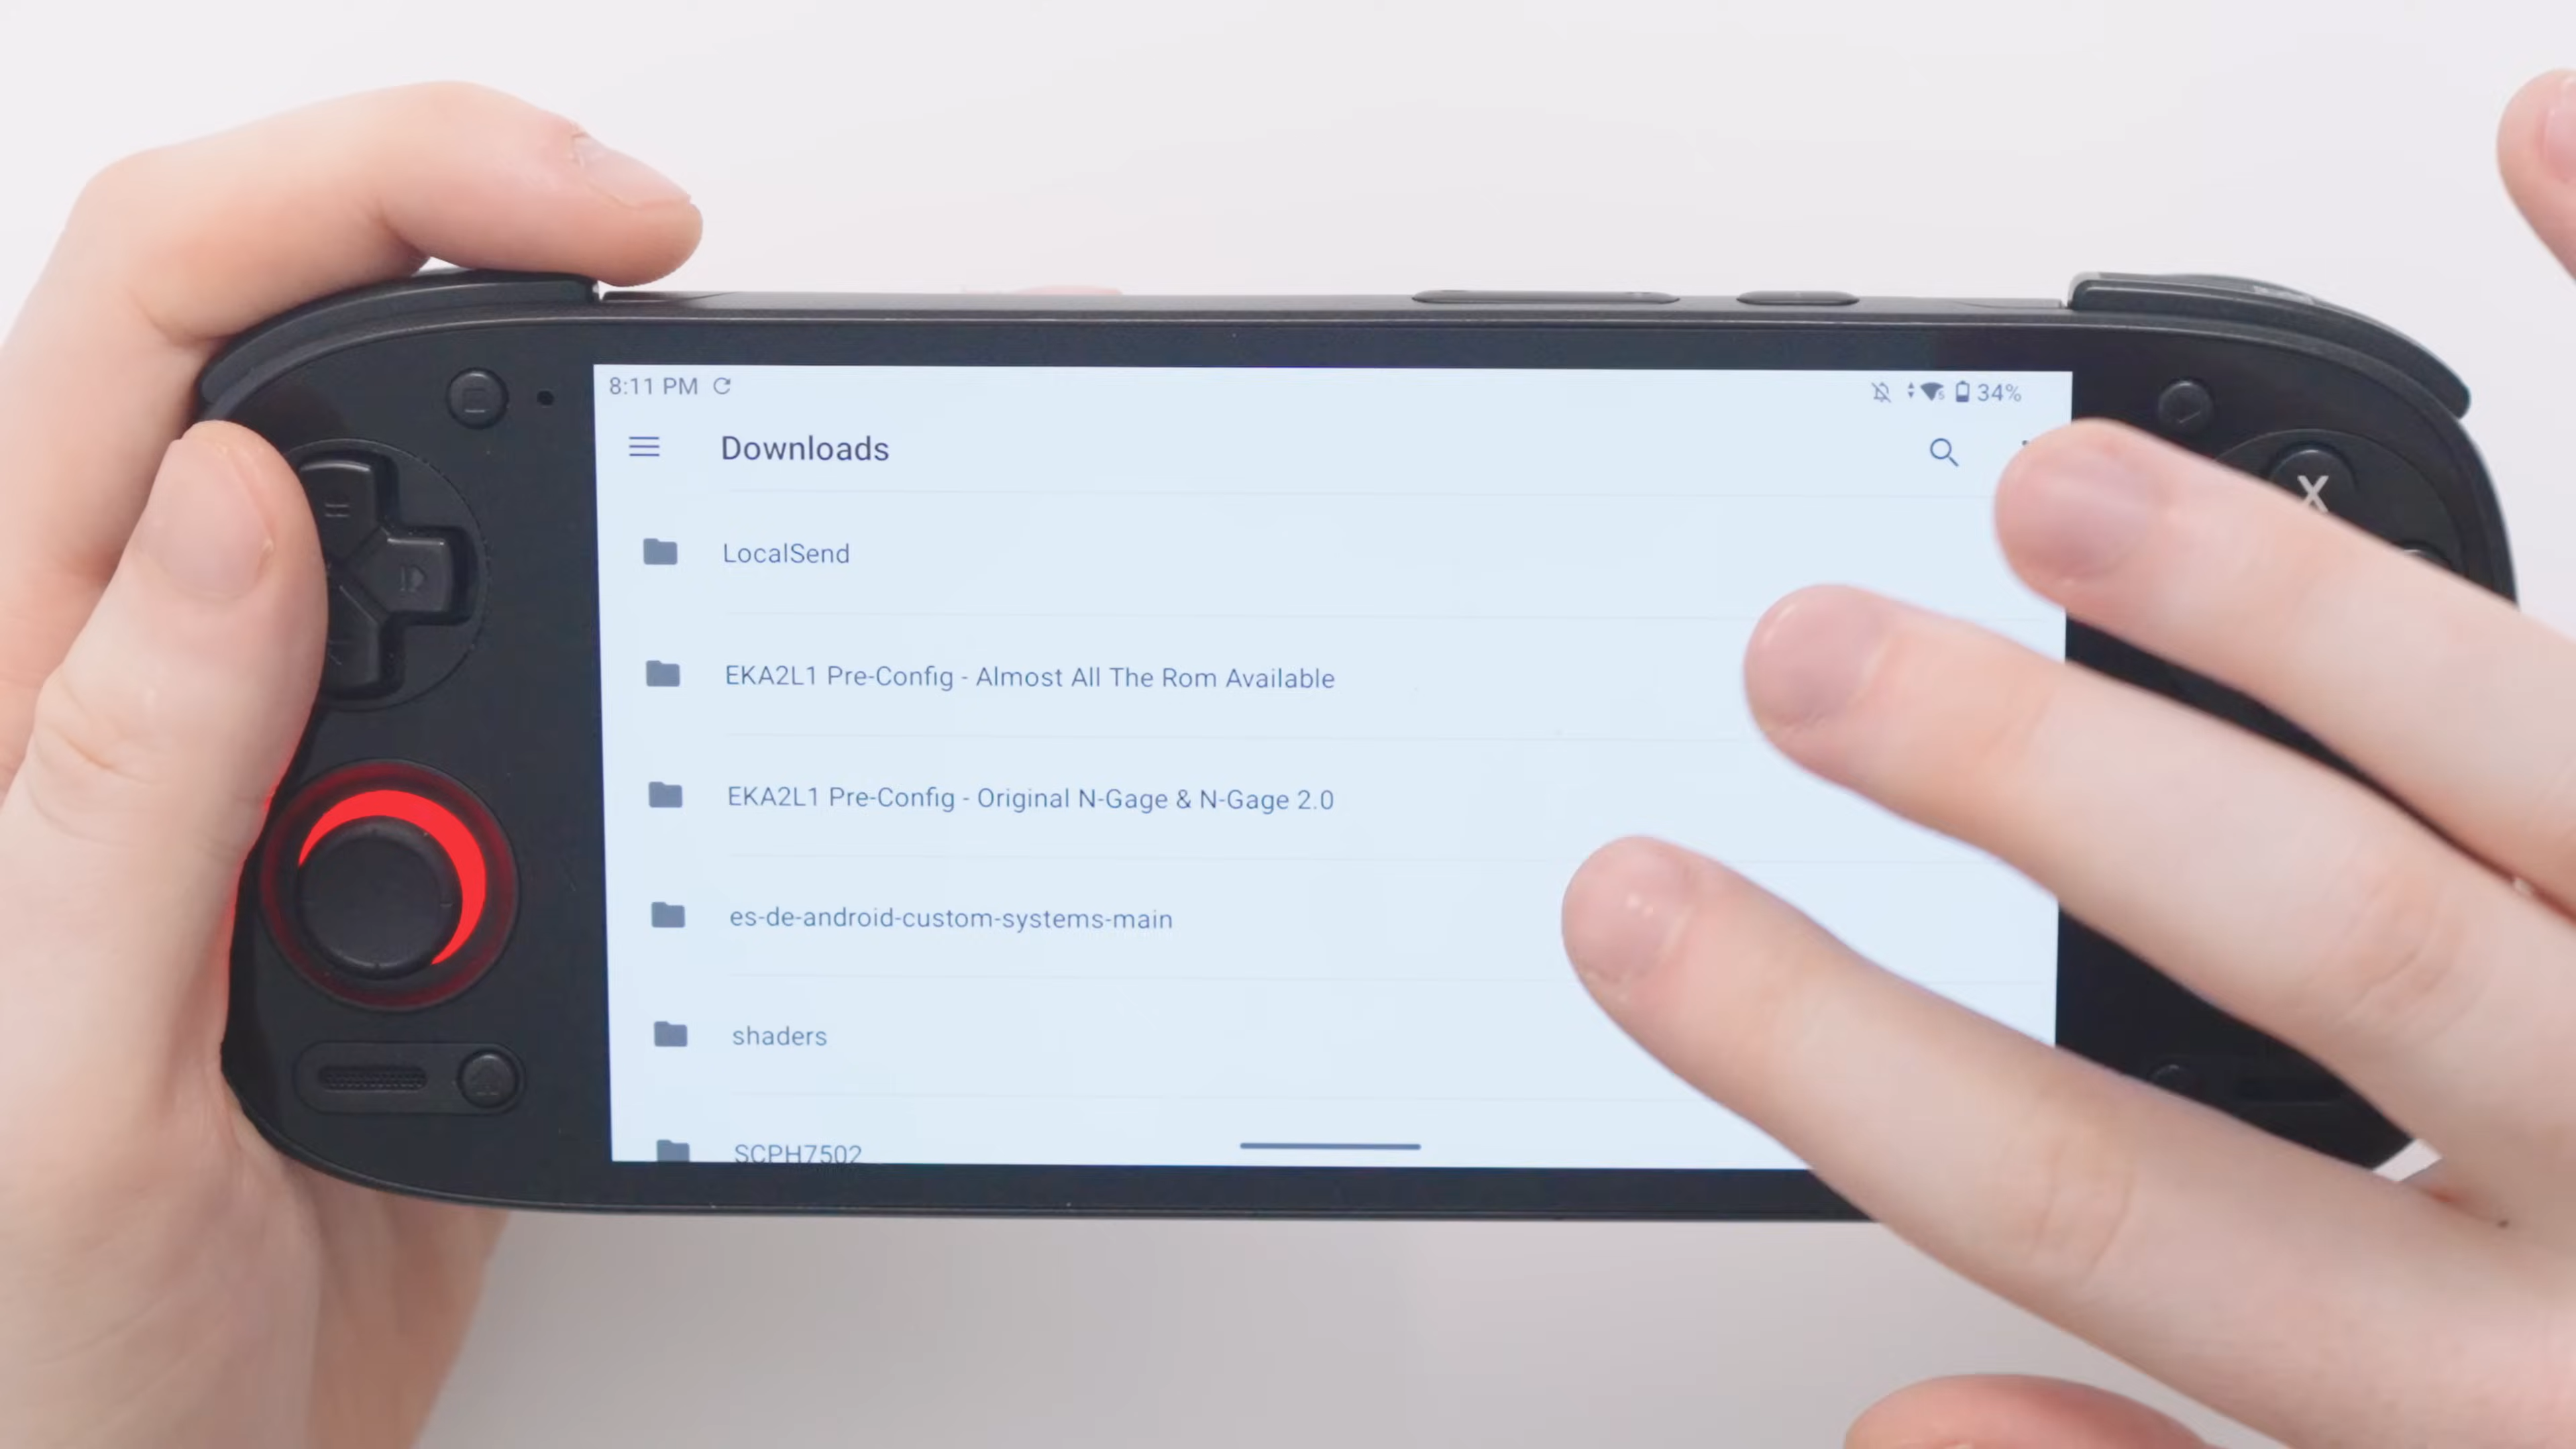 8:11 PM 34%
Downloads
X
LocalSend
EKA2L1 Pre-Config - Almost All The Rom Available
EKA2L1 Pre-Config - Original N-Gage & N-Gage 2.0
es-de-android-custom-systems-main
shaders
SCPH7502